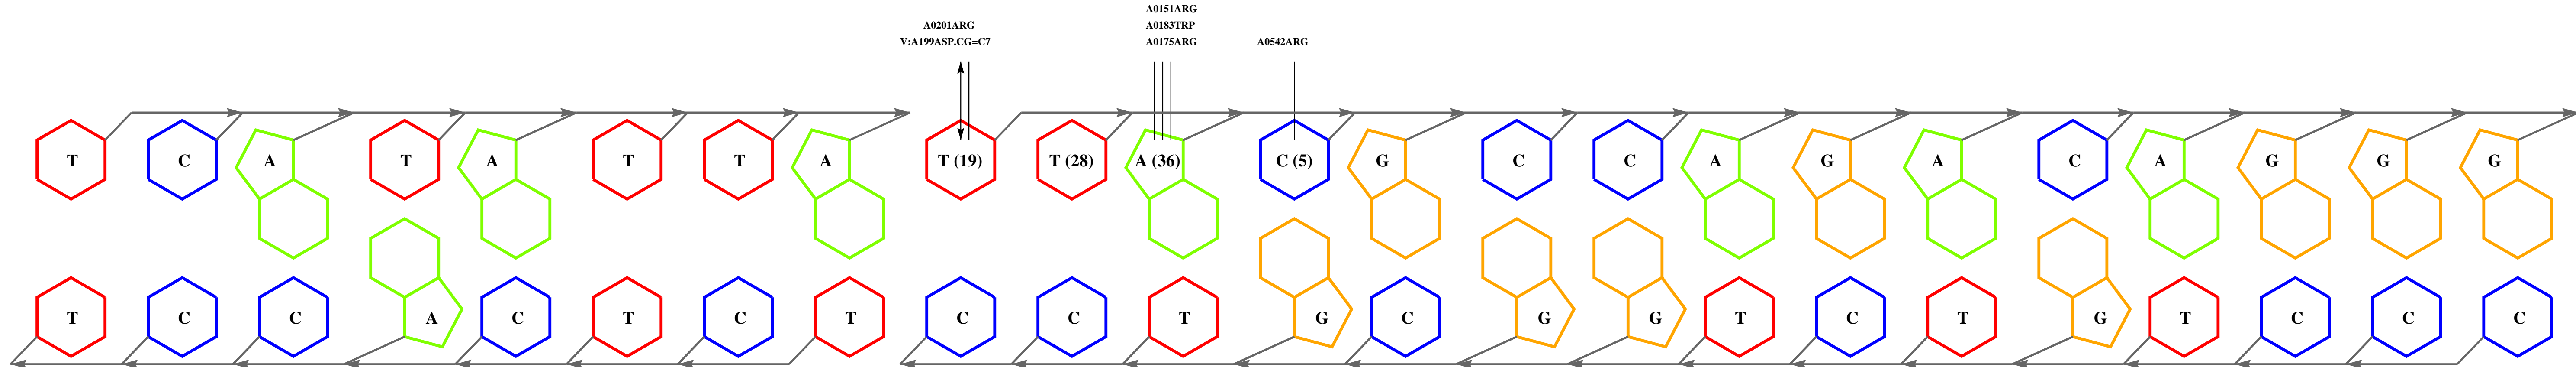 A0201ARG
V:A199ASP.CG=C7
A0151ARG
A0183TRP
A0175ARG
A0542ARG
T C A T A T T A T (19) T (28) A (36) C (5) G C C A G A C A G G G
T C C A C T C T C C T G C G G T C T G T C C C